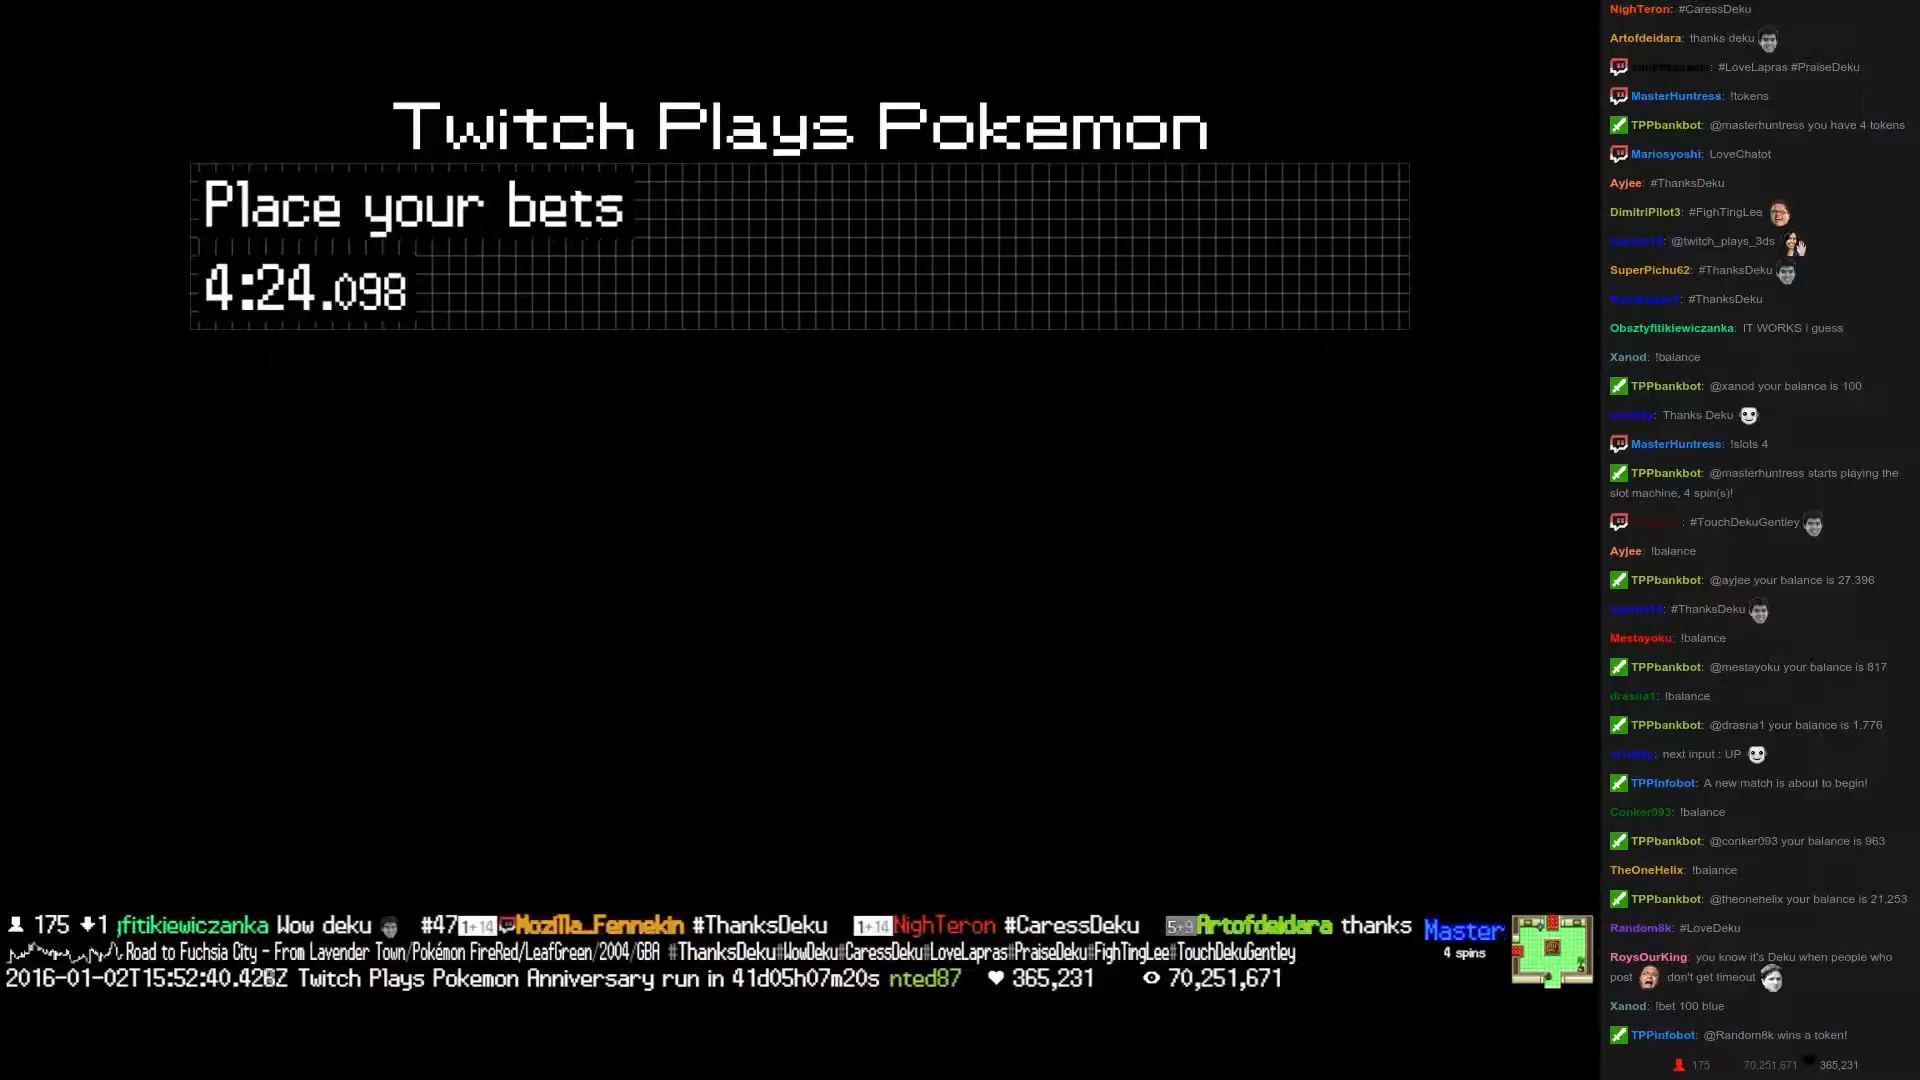 Twitch Plays Pokemon
Place your bets
4:24.098
175 1 jfitikiewiczanka Wow deku #47 1+14 Mozilla_Fennekin #ThanksDeku 1+14 NighTeron #CaressDeku 5+9 Artofdeidara thanks
Master
4 spins
Road to Fuchsia City - From Lavender Town/Pokémon FireRed/LeafGreen/2004/GBA #ThanksDeku#WowDeku#CaressDeku#LoveLapras#PraiseDeku#FighTingLee#TouchDekuGentley
Twitch Plays Pokemon Anniversary run in 41d05h07m20s nted87 365,231 70,251,671
NighTeron: #CaressDeku
Artofdeidara: thanks deku
: #LoveLapras #PraiseDeku
MasterHuntress: !tokens
TPPbankbot: @masterhuntress you have 4 tokens
Mariosyoshi: LoveChatot
Ayjee: #ThanksDeku
DimitriPilot3: #FighTingLee
: @twitch_plays_3ds
SuperPichu62: #ThanksDeku
: #ThanksDeku
Obsztyfitikiewiczanka: IT WORKS i guess
Xanod: !balance
TPPbankbot: @xanod your balance is 100
: Thanks Deku
MasterHuntress: !slots 4
TPPbankbot: @masterhuntress starts playing the
slot machine, 4 spin(s)!
: #TouchDekuGentley
Ayjee: !balance
TPPbankbot: @ayjee your balance is 27.396
: #ThanksDeku
Mestayoku: !balance
TPPbankbot: @mestayoku your balance is 817
drasna1: !balance
TPPbankbot: @drasna1 your balance is 1.776
: next input : UP
TPPinfobot: A new match is about to begin!
Conker093: !balance
TPPbankbot: @conker093 your balance is 963
TheOneHelix: !balance
TPPbankbot: @theonehelix your balance is 21,253
Random8k: #LoveDeku
RoysOurKing: you know it's Deku when people who
post don't get timeout
Xanod: !bet 100 blue
TPPinfobot: @Random8k wins a token!
175 70,251,671 365,231